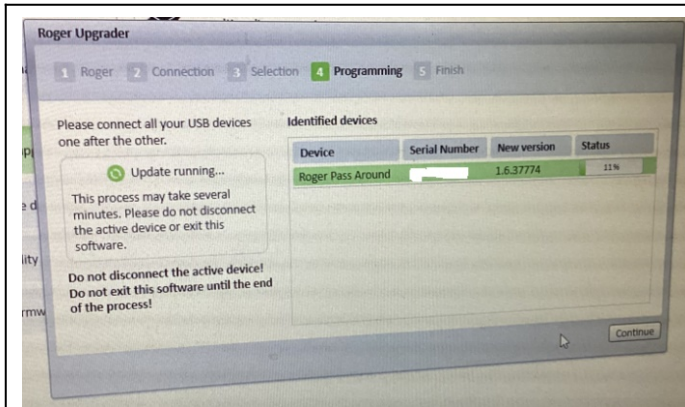 Roger Upgrader
1 Roger 2 Connection 3 Selection 4 Programming 5 Finish
Please connect all your USB devices
one after the other.
Update running...
This process may take several
minutes. Please do not disconnect
the active device or exit this
software.
Do not disconnect the active device!
Do not exit this software until the end
of the process!
Identified devices
Device Serial Number New version Status
Roger Pass Around 1.6.37774 11%
Continue
lity
rmw